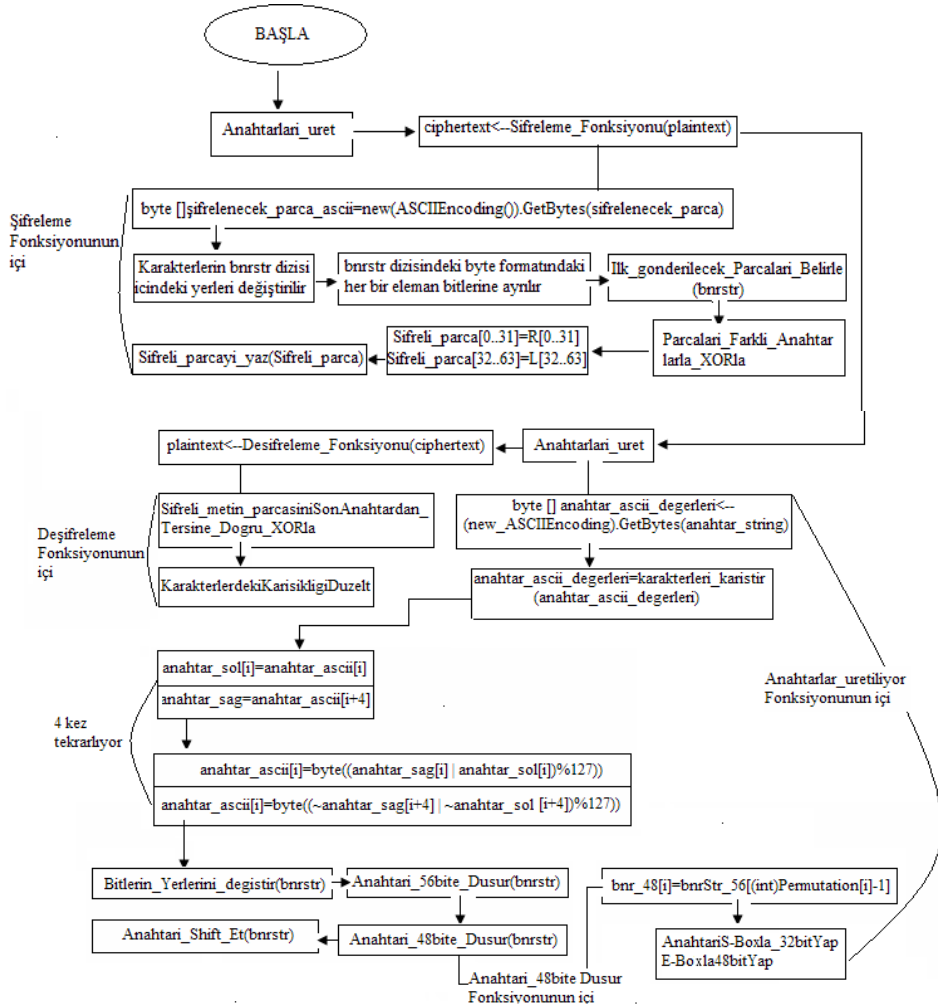 BAŞLA
Anahtarlari_uret
ciphertext<--Sifreleme_Fonksiyonu(plaintext)
Şifreleme
Fonksiyonunun
içi
byte []şifrelenecek_parca_ascii=new(ASCIIEncoding()).GetBytes(sifrelenecek_parca)
Karakterlerin bnrstr dizisi
icindeki yerleri değiştirilir
bnrstr dizisindeki byte formatındaki
her bir eleman bitlerine ayrılır
Ilk_gonderilecek_Parcalari_Belirle
(bnrstr)
Parcalari_Farkli_Anahtar
larla_XORla
Sifreli_parca[0..31]=R[0..31]
Sifreli_parca[32..63]=L[32..63]
Sifreli_parcayi_yaz(Sifreli_parca)
plaintext<--Desifreleme_Fonksiyonu(ciphertext)
Anahtarlari_uret
Deşifreleme
Fonksiyonunun
içi
Sifreli_metin_parcasiniSonAnahtardan_
Tersine_Dogru_XORla
KarakterlerdekiKarisikligiDuzelt
byte [] anahtar_ascii_degerleri<--
(new_ASCIIEncoding).GetBytes(anahtar_string)
anahtar_ascii_degerleri=karakterleri_karistir
(anahtar_ascii_degerleri)
anahtar_sol[i]=anahtar_ascii[i]
anahtar_sag=anahtar_ascii[i+4]
4 kez
tekrarlıyor
Anahtarlar_uretiliyor
Fonksiyonunun içi
anahtar_ascii[i]=byte((anahtar_sag[i] | anahtar_sol[i])%127))
anahtar_ascii[i]=byte((~anahtar_sag[i+4] | ~anahtar_sol [i+4])%127))
Bitlerin_Yerlerini_degistir(bnrstr)
Anahtari_56bite_Dusur(bnrstr)
bnr_48[i]=bnrStr_56[(int)Permutation[i]-1]
Anahtari_Shift_Et(bnrstr)
Anahtari_48bite_Dusur(bnrstr)
AnahtariS-Boxla_32bitYap
E-Boxla48bitYap
Anahtari_48bite Dusur
Fonksiyonunun içi